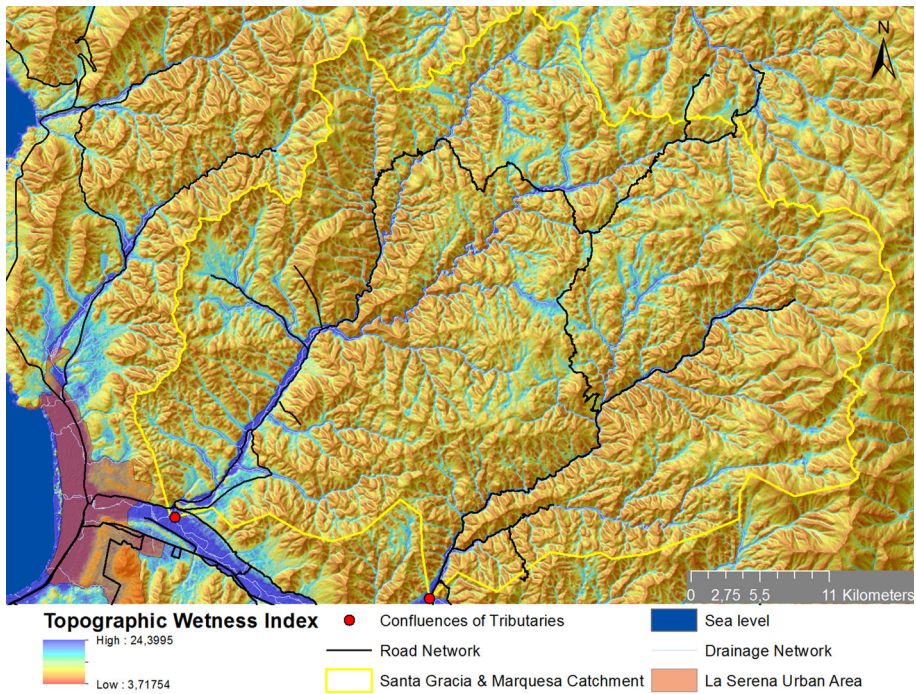 N
0 2,75 5,5 11 Kilometers
Topographic Wetness Index
High : 24,3995
Low : 3,71754
Confluences of Tributaries
Road Network
Santa Gracia & Marquesa Catchment
Sea level
Drainage Network
La Serena Urban Area